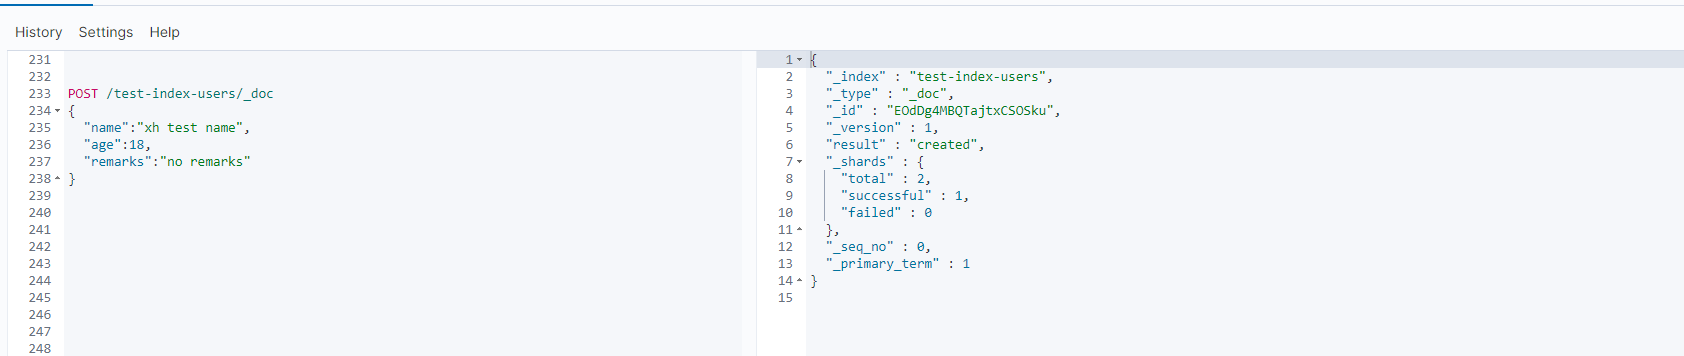 History Settings Help
231
232
233 POST /test-index-users/_doc
234 {
235 "name":"xh test name",
236 "age":18,
237 "remarks":"no remarks"
238 }
239
240
241
242
243
244
245
246
247
248
1 {
2 "_index" : "test-index-users",
3 "_type" : "_doc",
4 "_id" : "EOdDg4MBQTajtxCSOSku",
5 "_version" : 1,
6 "result" : "created",
7 "_shards" : {
8 "total" : 2,
9 "successful" : 1,
10 "failed" : 0
11 },
12 "_seq_no" : 0,
13 "_primary_term" : 1
14 }
15